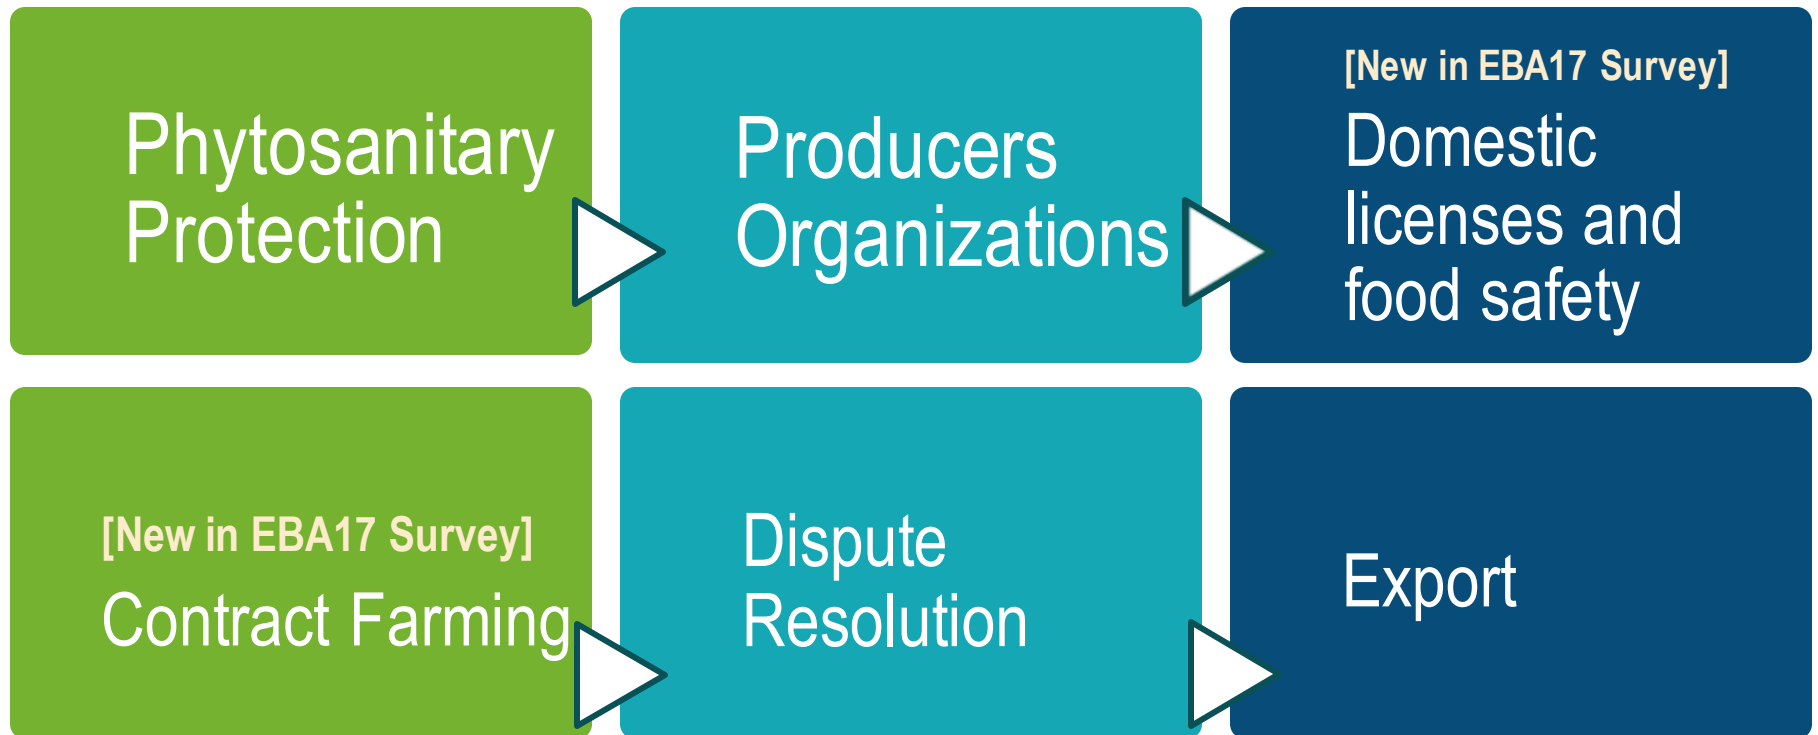 Phytosanitary
Protection
Producers
Organizations
[New in EBA17 Survey]
Domestic
licenses and
food safety
[New in EBA17 Survey]
Contract Farming
Dispute
Resolution
Export